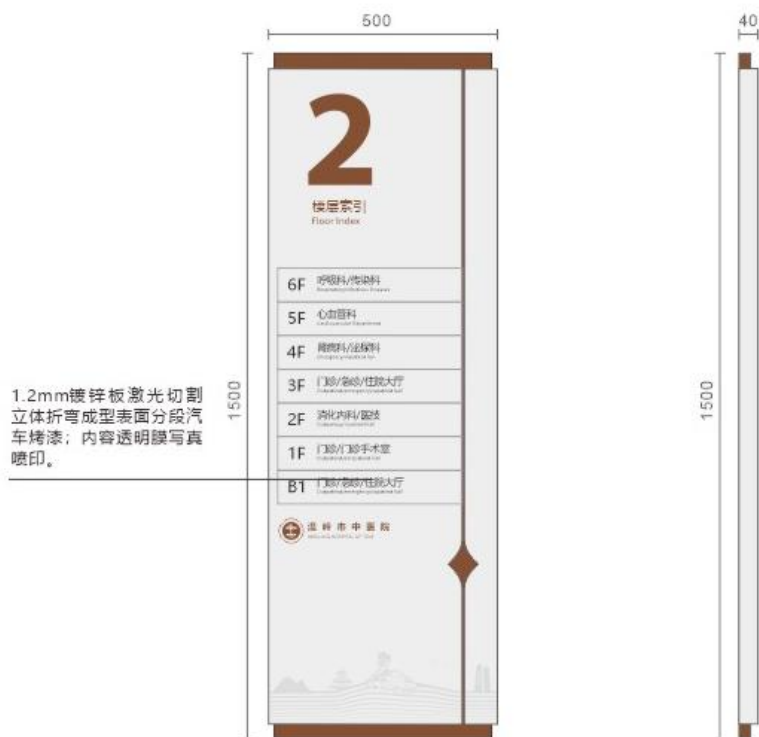 500
40
2
楼层索引
Floor Index
6F 呼吸科/传染科
5F 心血管科
4F 肾病科/泌尿科
3F 门诊/急诊/住院大厅
2F 消化内科/医技
1F 门诊/门诊手术室
B1 门诊/急诊/住院大厅
温岭市中医院
1500
1500
1.2mm镀锌板激光切割
立体折弯成型表面分段汽
车烤漆；内容透明膜写真
喷印。